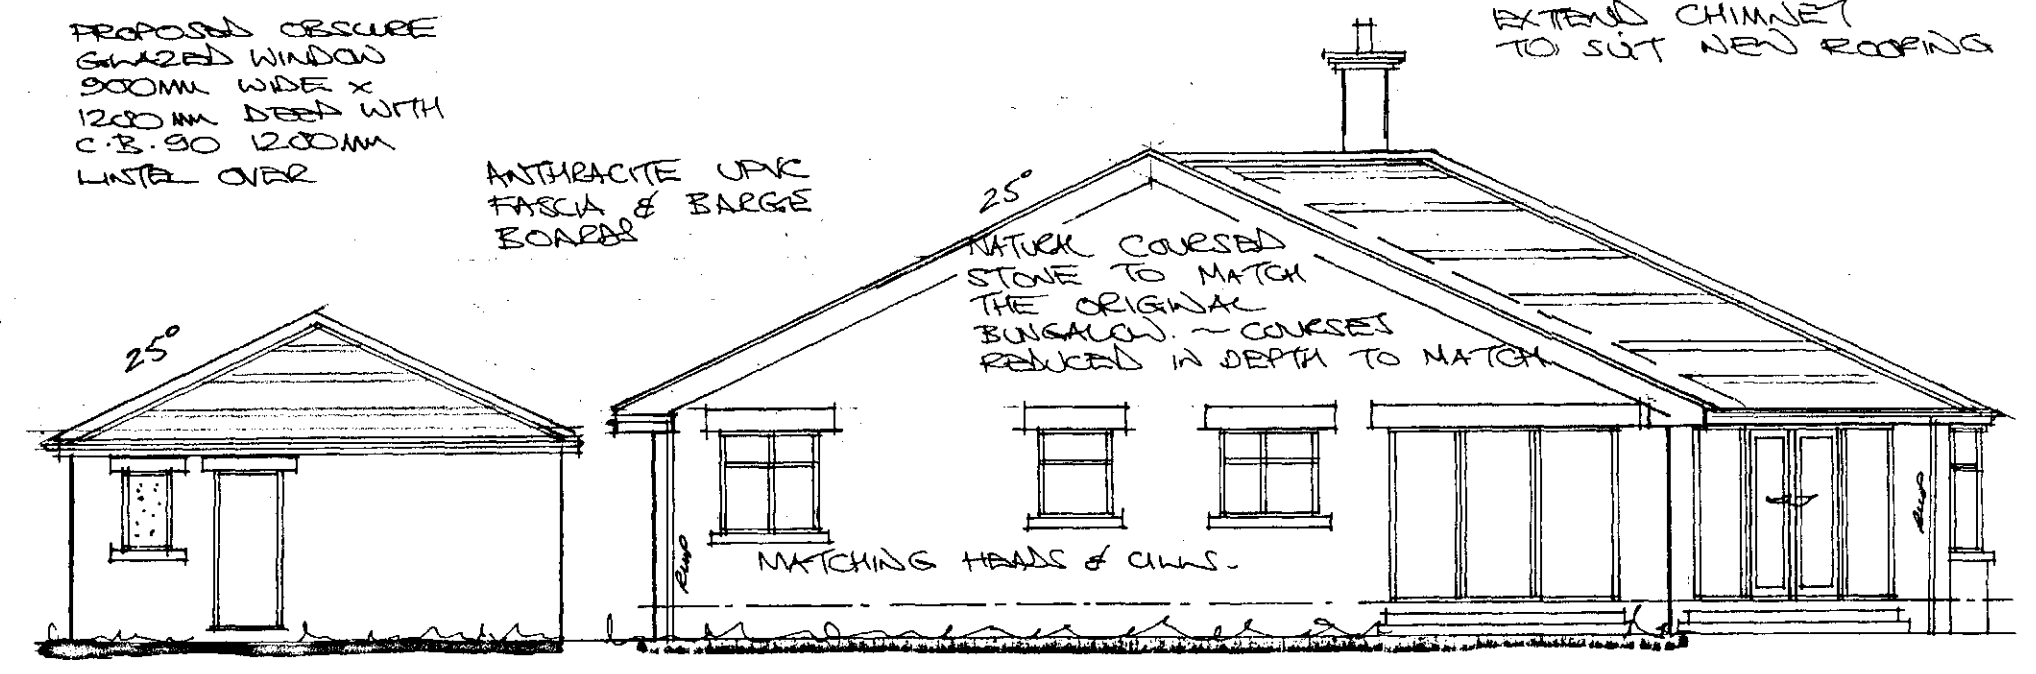 PROPOSED OBSCURE
GLAZED WINDOW
900MM WIDE x
1200MM DEEP WITH
C.B.90 1200MM
LINTEL OVER
ANTHRACITE UPVC
FASCIA & BARGE
BOARDS
EXTEND CHIMNEY
TO SUIT NEW ROOFING
25°
25°
NATURAL COURSED
STONE TO MATCH
THE ORIGINAL
BUNGALOW. ~ COURSES
REDUCED IN DEPTH TO MATCH
MATCHING HEADS & CILLS.
RWP
RWP